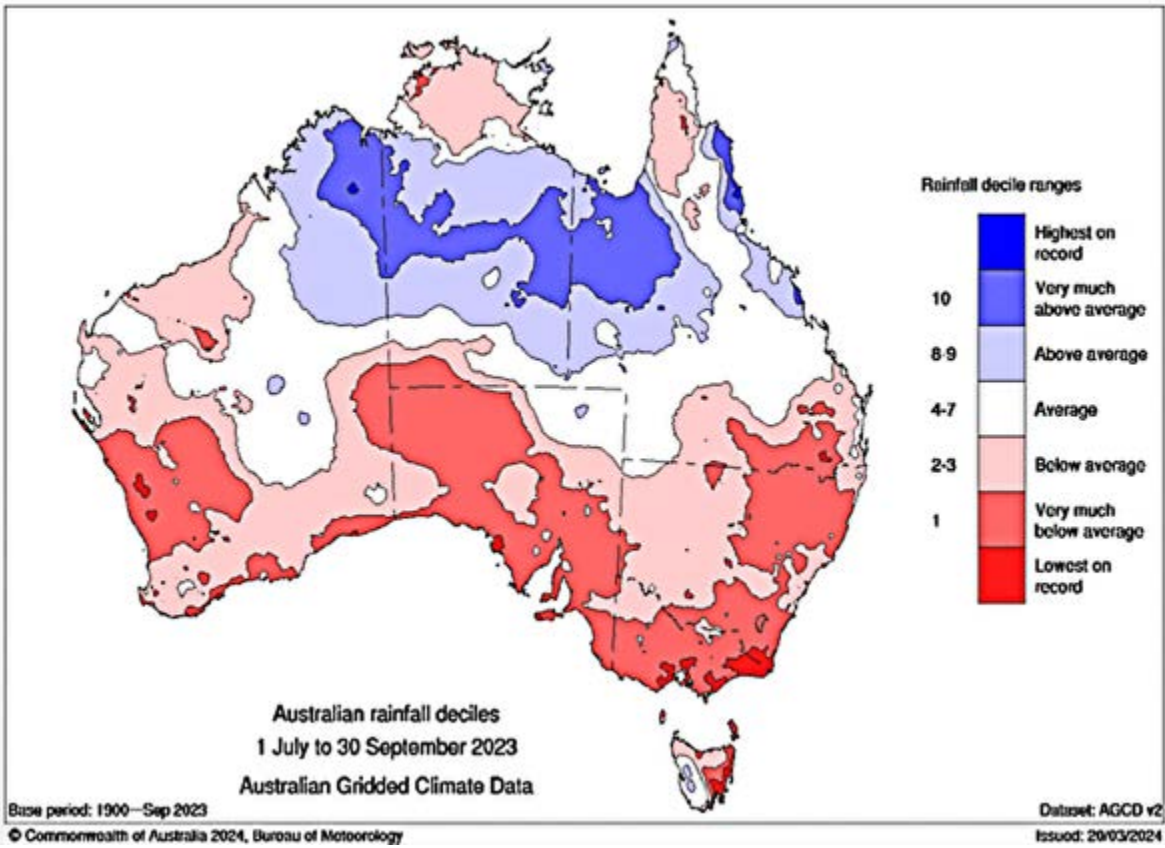 Rainfall decile ranges
Highest on
record
10
Very much
above average
8-9
Above average
4-7
Average
2-3
Below average
1
Very much
below average
Lowest on
record
Australian rainfall deciles
1 July to 30 September 2023
Australian Gridded Climate Data
Base period: 1900—Sep 2023
Dataset: AGCD v2
© Commonwealth of Australia 2024, Bureau of Meteorology
Issued: 20/03/2024